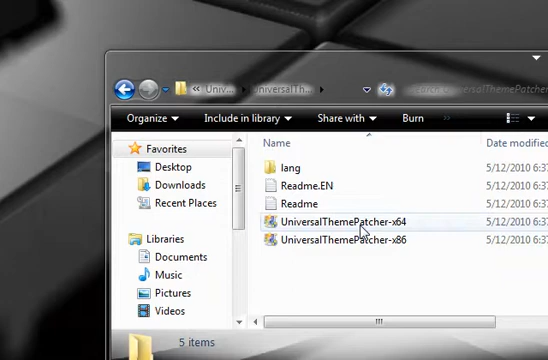 « Univ... ▸ UniversalTh... ▸
Search UniversalThemePatcher
Organize Include in library Share with Burn »
Favorites
Desktop
Downloads
Recent Places
Libraries
Documents
Music
Pictures
Videos
Name Date modified
lang 5/12/2010 6:37
Readme.EN 5/12/2010 6:37
Readme 5/12/2010 6:37
UniversalThemePatcher-x64 5/12/2010 6:37
UniversalThemePatcher-x86 5/12/2010 6:37
5 items